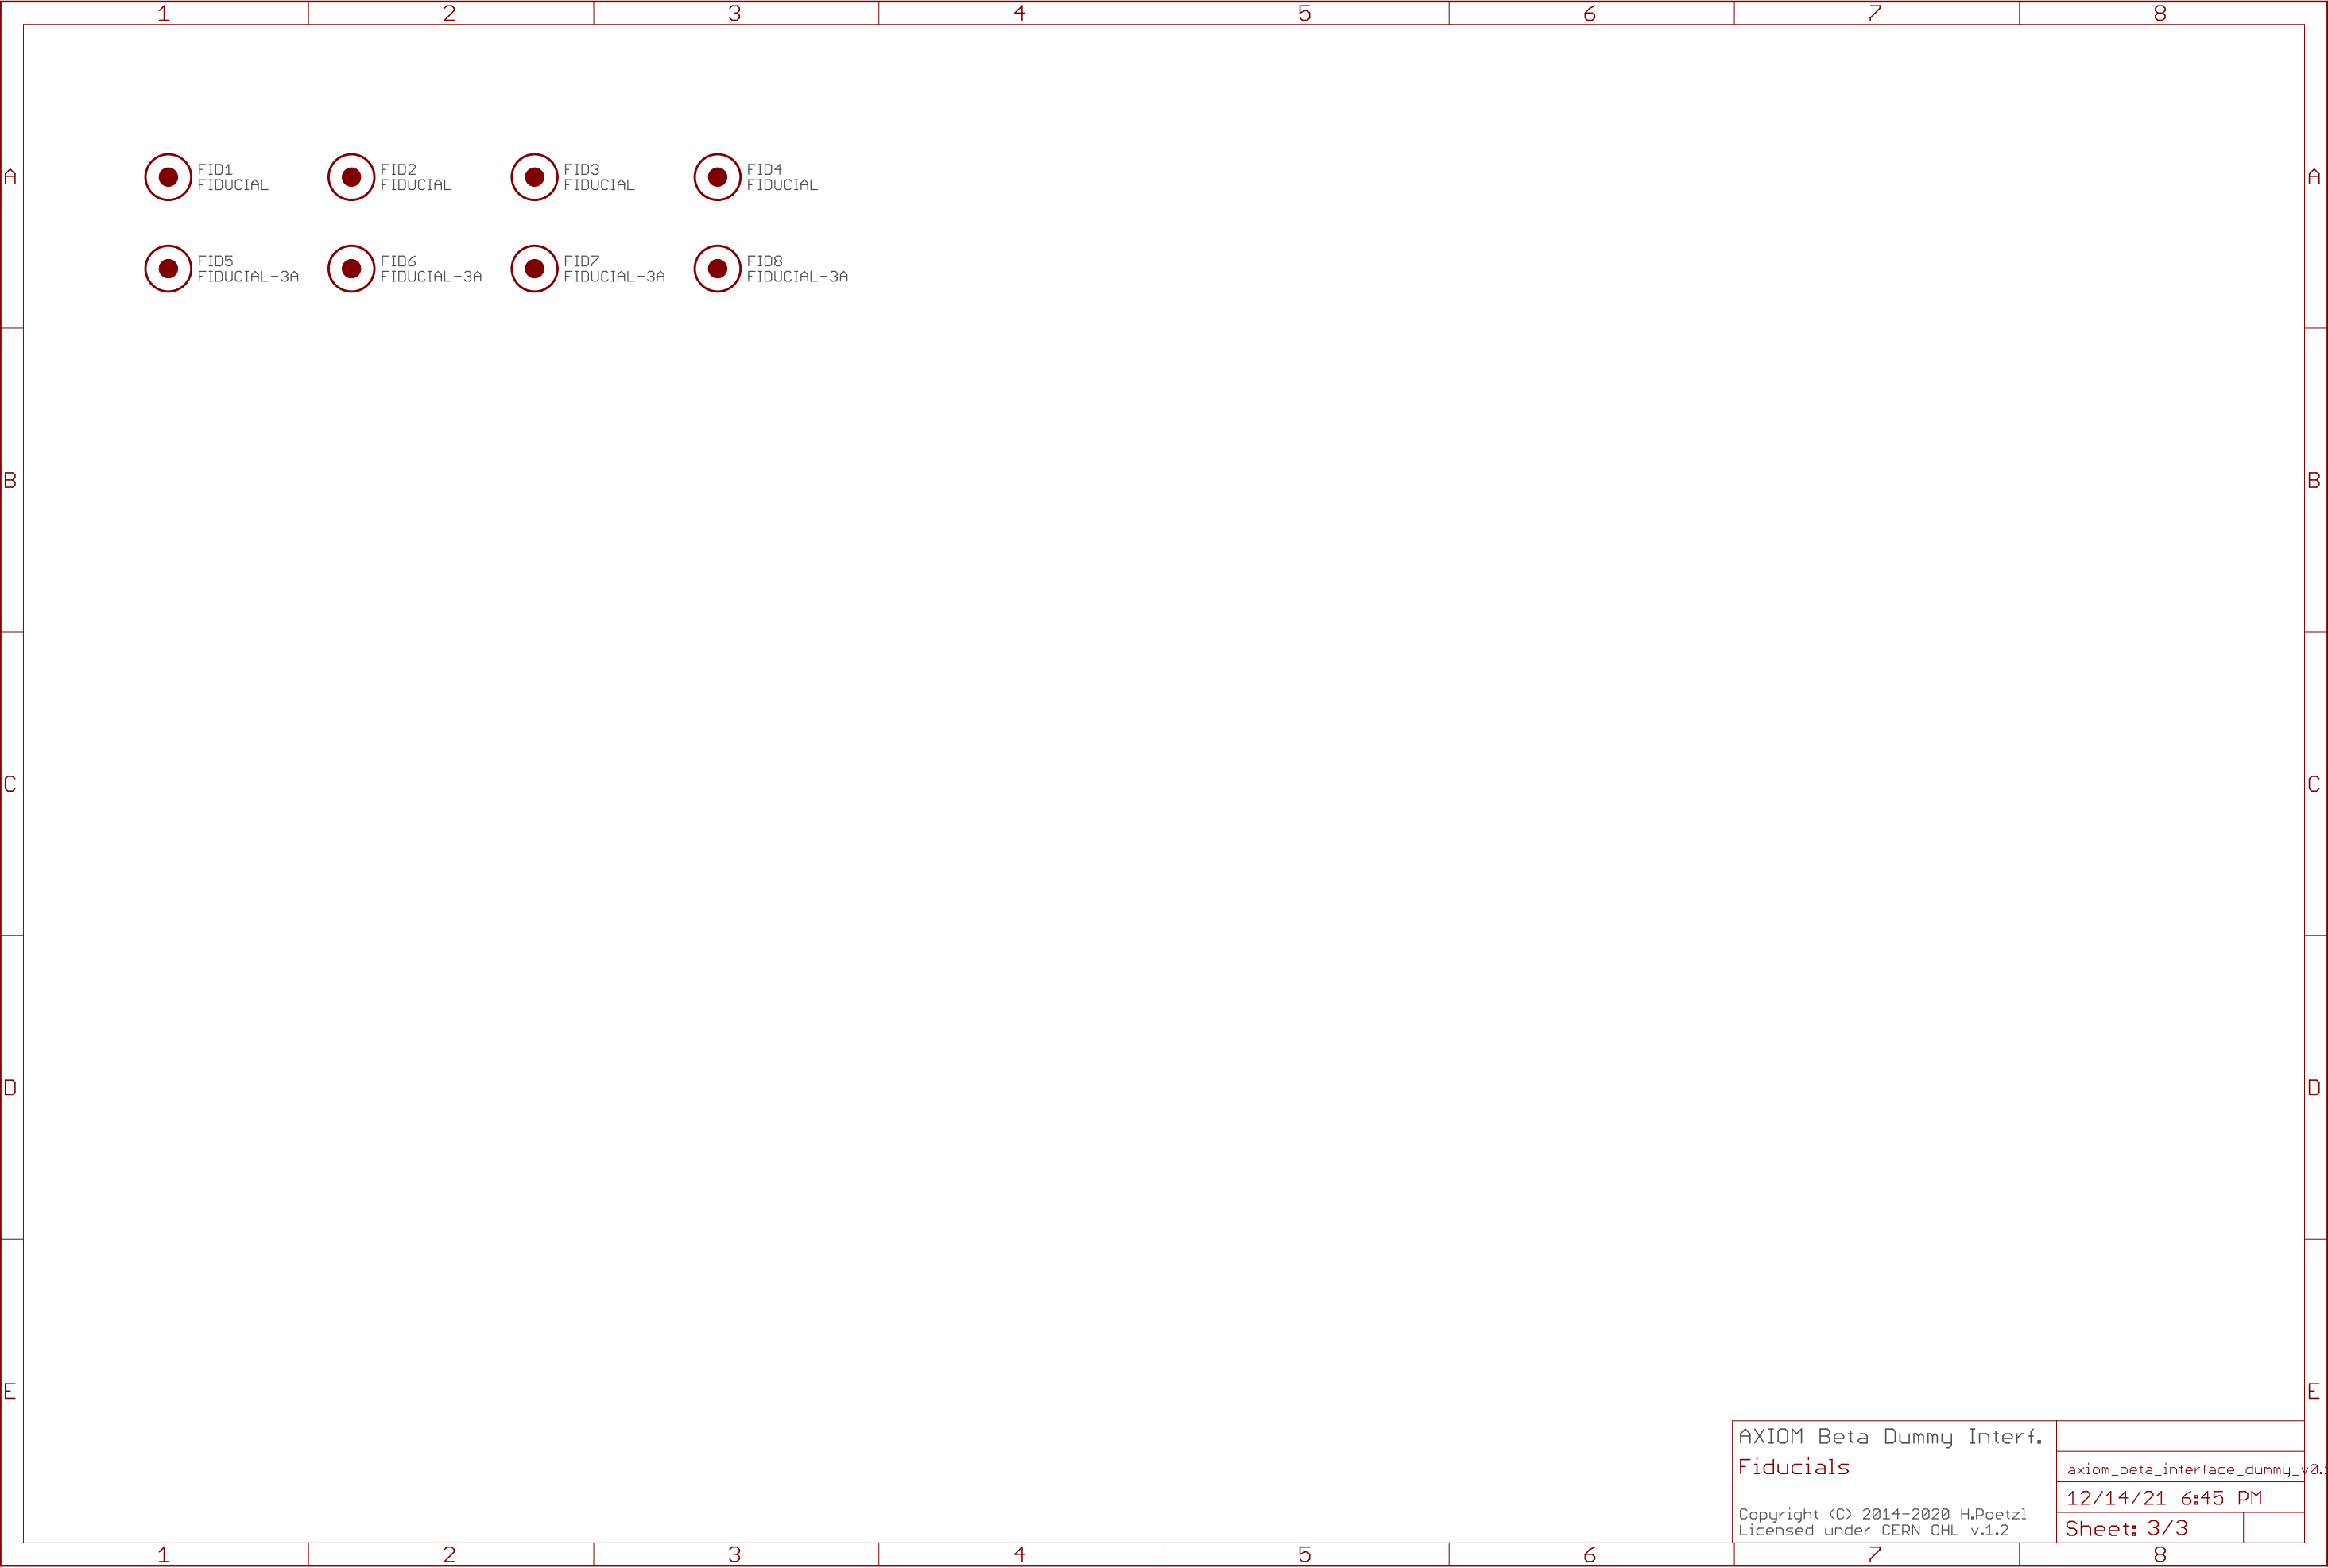 1 2 3 4 5 6 7 8
A A
FID1 FID2 FID3 FID4
FIDUCIAL FIDUCIAL FIDUCIAL FIDUCIAL
FID5 FID6 FID7 FID8
FIDUCIAL-3A FIDUCIAL-3A FIDUCIAL-3A FIDUCIAL-3A
B B
C C
D D
E E
AXIOM Beta Dummy Interf.
Fiducials
axiom_beta_interface_dummy_v0.
12/14/21 6:45 PM
Copyright (C) 2014-2020 H.Poetzl
Licensed under CERN OHL v.1.2
Sheet: 3/3
1 2 3 4 5 6 7 8